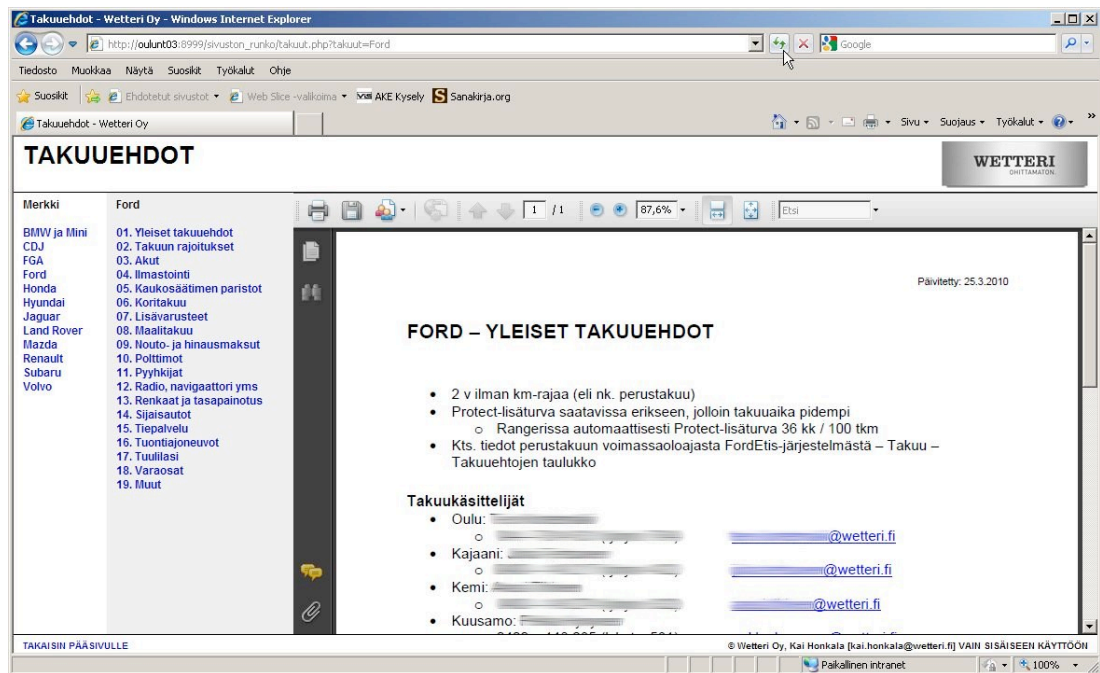 Takuuehdot - Wetteri Oy - Windows Internet Explorer
http://oulunt03:8999/sivuston_runko/takuut.php?takuut=Ford
Google
Tiedosto Muokkaa Näytä Suosikit Työkalut Ohje
Suosikit Ehdotetut sivustot Web Slice -valikoima AKE Kysely Sanakirja.org
Takuuehdot - Wetteri Oy
Sivu Suojaus Työkalut
TAKUUEHDOT
WETTERI
OHITTAMATON.
Merkki
BMW ja Mini
CDJ
FGA
Ford
Honda
Hyundai
Jaguar
Land Rover
Mazda
Renault
Subaru
Volvo
Ford
01. Yleiset takuuehdot
02. Takuun rajoitukset
03. Akut
04. Ilmastointi
05. Kaukosäätimen paristot
06. Koritakuu
07. Lisävarusteet
08. Maalitakuu
09. Nouto- ja hinausmaksut
10. Polttimot
11. Pyyhkijat
12. Radio, navigaattori yms
13. Renkaat ja tasapainotus
14. Sijaisautot
15. Tiepalvelu
16. Tuontiajoneuvot
17. Tuulilasi
18. Varaosat
19. Muut
1 /1 87,6% Etsi
Päivitetty: 25.3.2010
FORD – YLEISET TAKUUEHDOT
• 2 v ilman km-rajaa (eli nk. perustakuu)
• Protect-lisäturva saatavissa erikseen, jolloin takuuaika pidempi
o Rangerissa automaattisesti Protect-lisäturva 36 kk / 100 tkm
• Kts. tiedot perustakuun voimassaoloajasta FordEtis-järjestelmästä – Takuu –
Takuuehtojen taulukko
Takuukäsittelijät
• Oulu:
o @wetteri.fi
• Kajaani:
o @wetteri.fi
• Kemi:
o @wetteri.fi
• Kuusamo:
TAKAISIN PÄÄSIVULLE
© Wetteri Oy, Kai Honkala [kai.honkala@wetteri.fi] VAIN SISÄISEEN KÄYTTÖÖN
Paikallinen intranet 100%